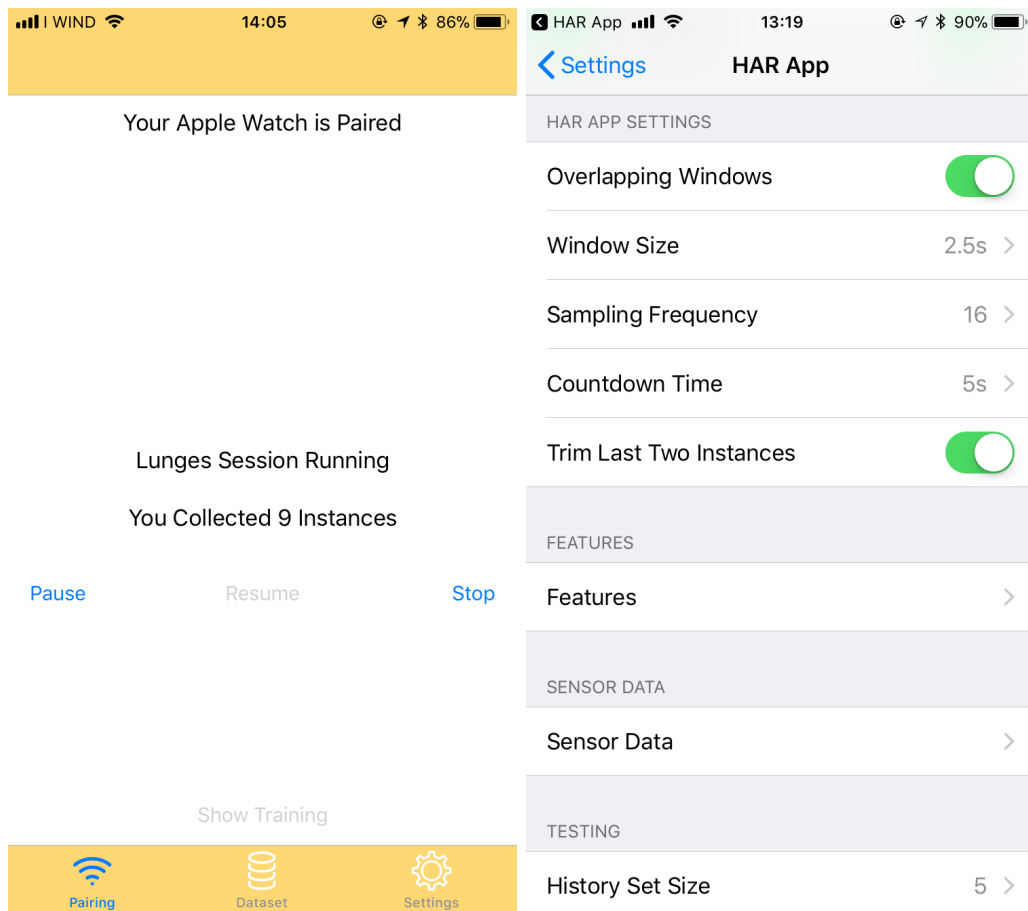 I WIND 14:05 86%
Your Apple Watch is Paired
Lunges Session Running
You Collected 9 Instances
Pause Resume Stop
Show Training
Pairing Dataset Settings
HAR App 13:19 90%
Settings HAR App
HAR APP SETTINGS
Overlapping Windows
Window Size 2.5s
Sampling Frequency 16
Countdown Time 5s
Trim Last Two Instances
FEATURES
Features
SENSOR DATA
Sensor Data
TESTING
History Set Size 5